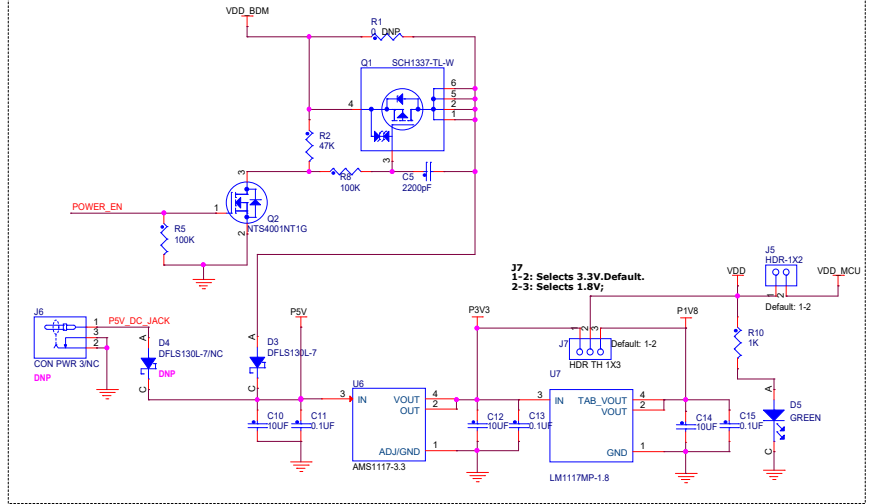 VDD_BDM
R1
0 DNP
Q1
SCH1337-TL-W
6
5
2
1
4
3
R2
47K
R8
100K
C5
2200pF
3
1
2
Q2
NTS4001NT1G
POWER_EN
R5
100K
J7
1-2: Selects 3.3V.Default.
2-3: Selects 1.8V;
J5
HDR-1X2
VDD
VDD_MCU
1
2
Default: 1-2
J6
1
3
2
P5V_DC_JACK
CON PWR 3/NC
DNP
A
D4
DFLS130L-7/NC
DNP
C
A
D3
DFLS130L-7
C
P5V
P3V3
P1V8
1
2
3
J7
Default: 1-2
HDR TH 1X3
R10
1K
U6
3
IN
VOUT
4
OUT
2
ADJ/GND
1
AMS1117-3.3
U7
3
IN
TAB_VOUT
4
VOUT
2
GND
1
LM1117MP-1.8
C10
10UF
C11
0.1UF
C12
10UF
C13
0.1UF
C14
10UF
C15
0.1UF
A
D5
GREEN
C